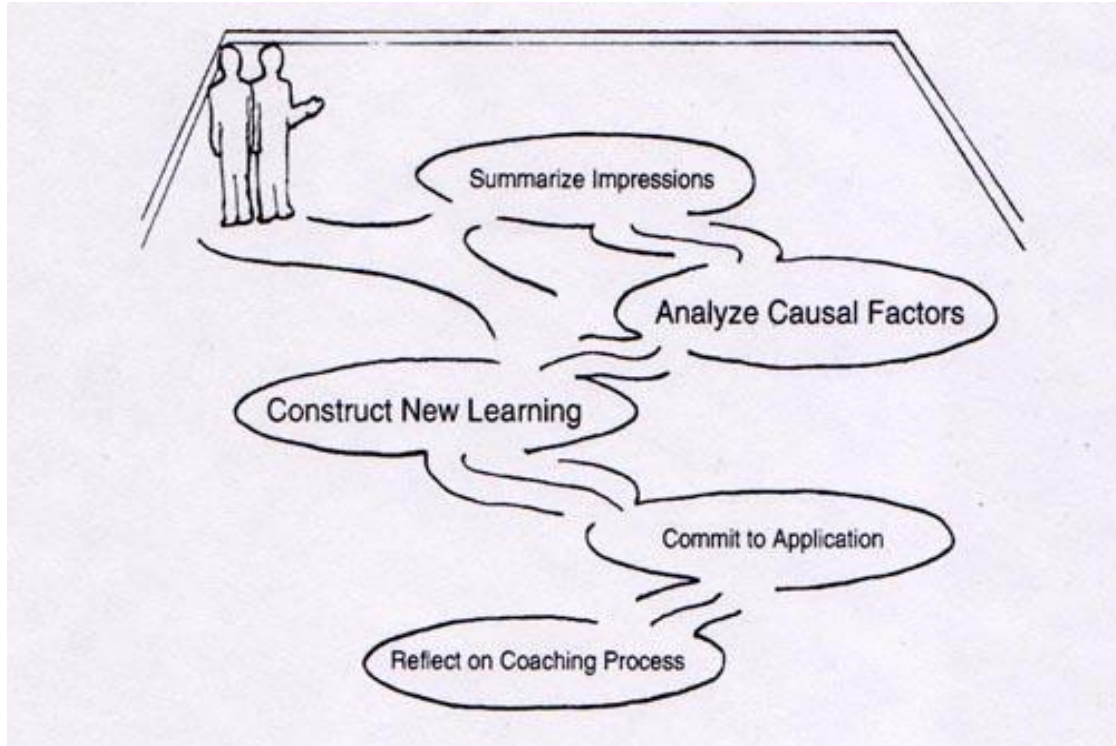 Summarize Impressions
Analyze Causal Factors
Construct New Learning
Commit to Application
Reflect on Coaching Process